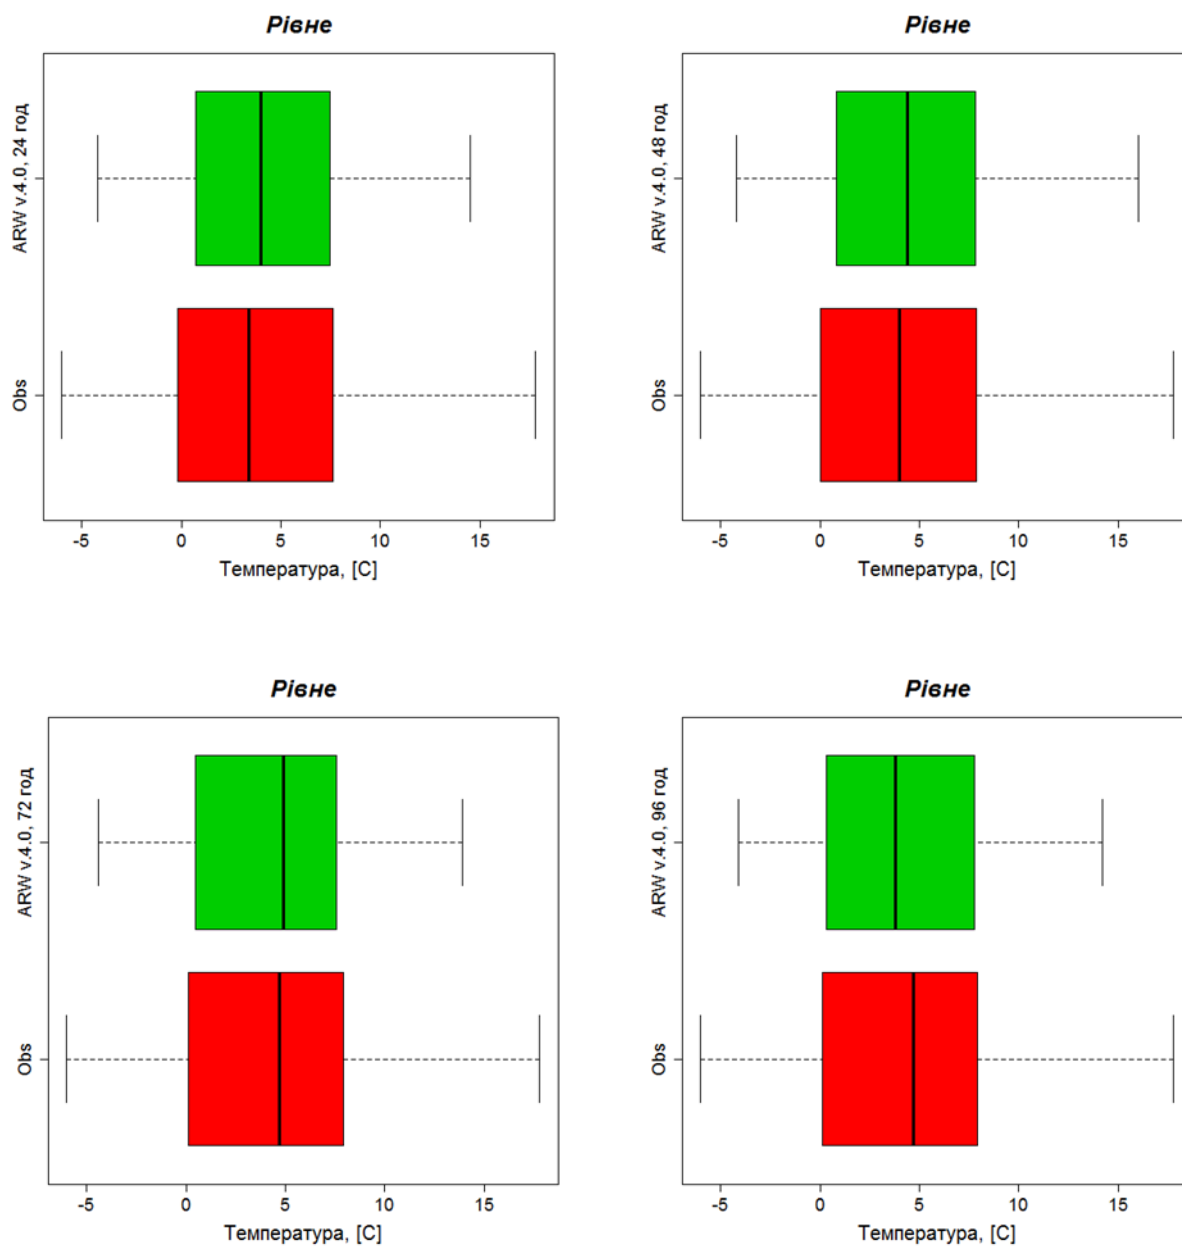 Рівне
ARW v.4.0, 24 год
Obs
-5 0 5 10 15
Температура, [C]
Рівне
ARW v.4.0, 48 год
Obs
-5 0 5 10 15
Температура, [C]
Рівне
ARW v.4.0, 72 год
Obs
-5 0 5 10 15
Температура, [C]
Рівне
ARW v.4.0, 96 год
Obs
-5 0 5 10 15
Температура, [C]